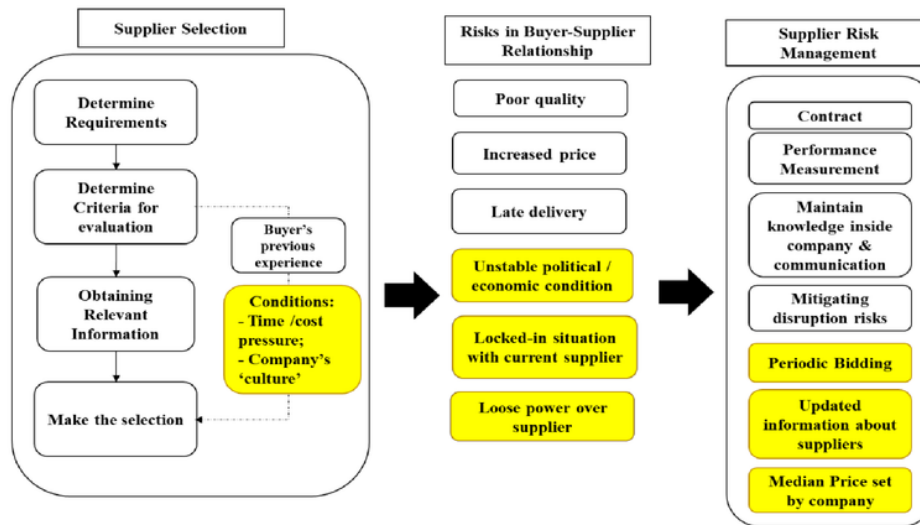 Supplier Selection
Determine
Requirements
Determine
Criteria for
evaluation
Buyer's
previous
experience
Conditions:
- Time /cost
pressure;
- Company's
'culture'
Obtaining
Relevant
Information
Make the selection
Risks in Buyer-Supplier
Relationship
Poor quality
Increased price
Late delivery
Unstable political /
economic condition
Locked-in situation
with current supplier
Loose power over
supplier
Supplier Risk
Management
Contract
Performance
Measurement
Maintain
knowledge inside
company &
communication
Mitigating
disruption risks
Periodic Bidding
Updated
information about
suppliers
Median Price set
by company